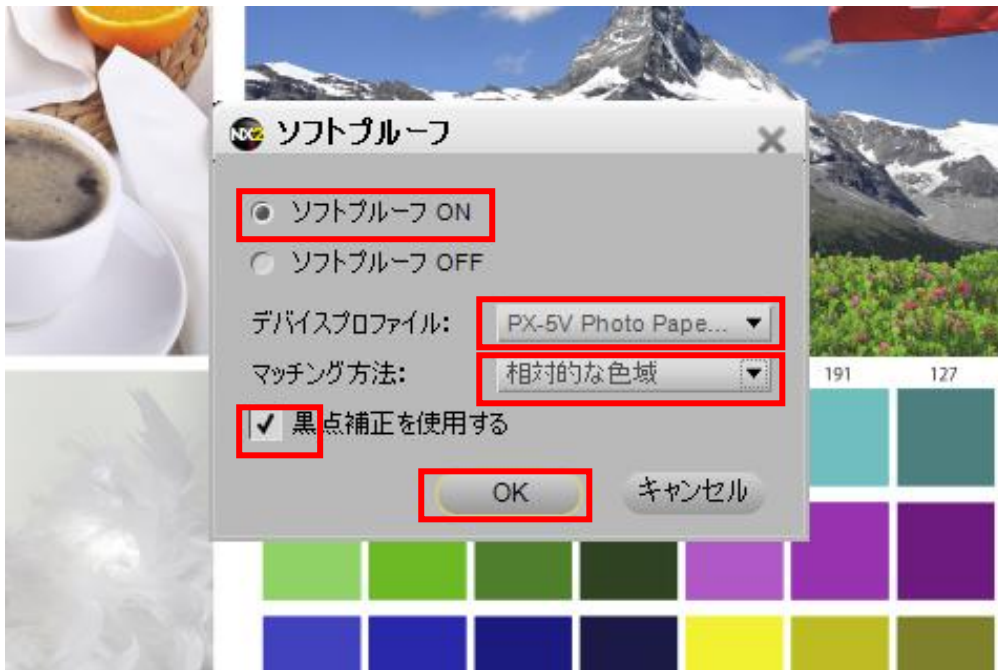 NX2 ソフトプルーフ
ソフトプルーフ ON
ソフトプルーフ OFF
デバイスプロファイル: PX-5V Photo Pape...
マッチング方法: 相対的な色域
191 127
黒点補正を使用する
OK キャンセル